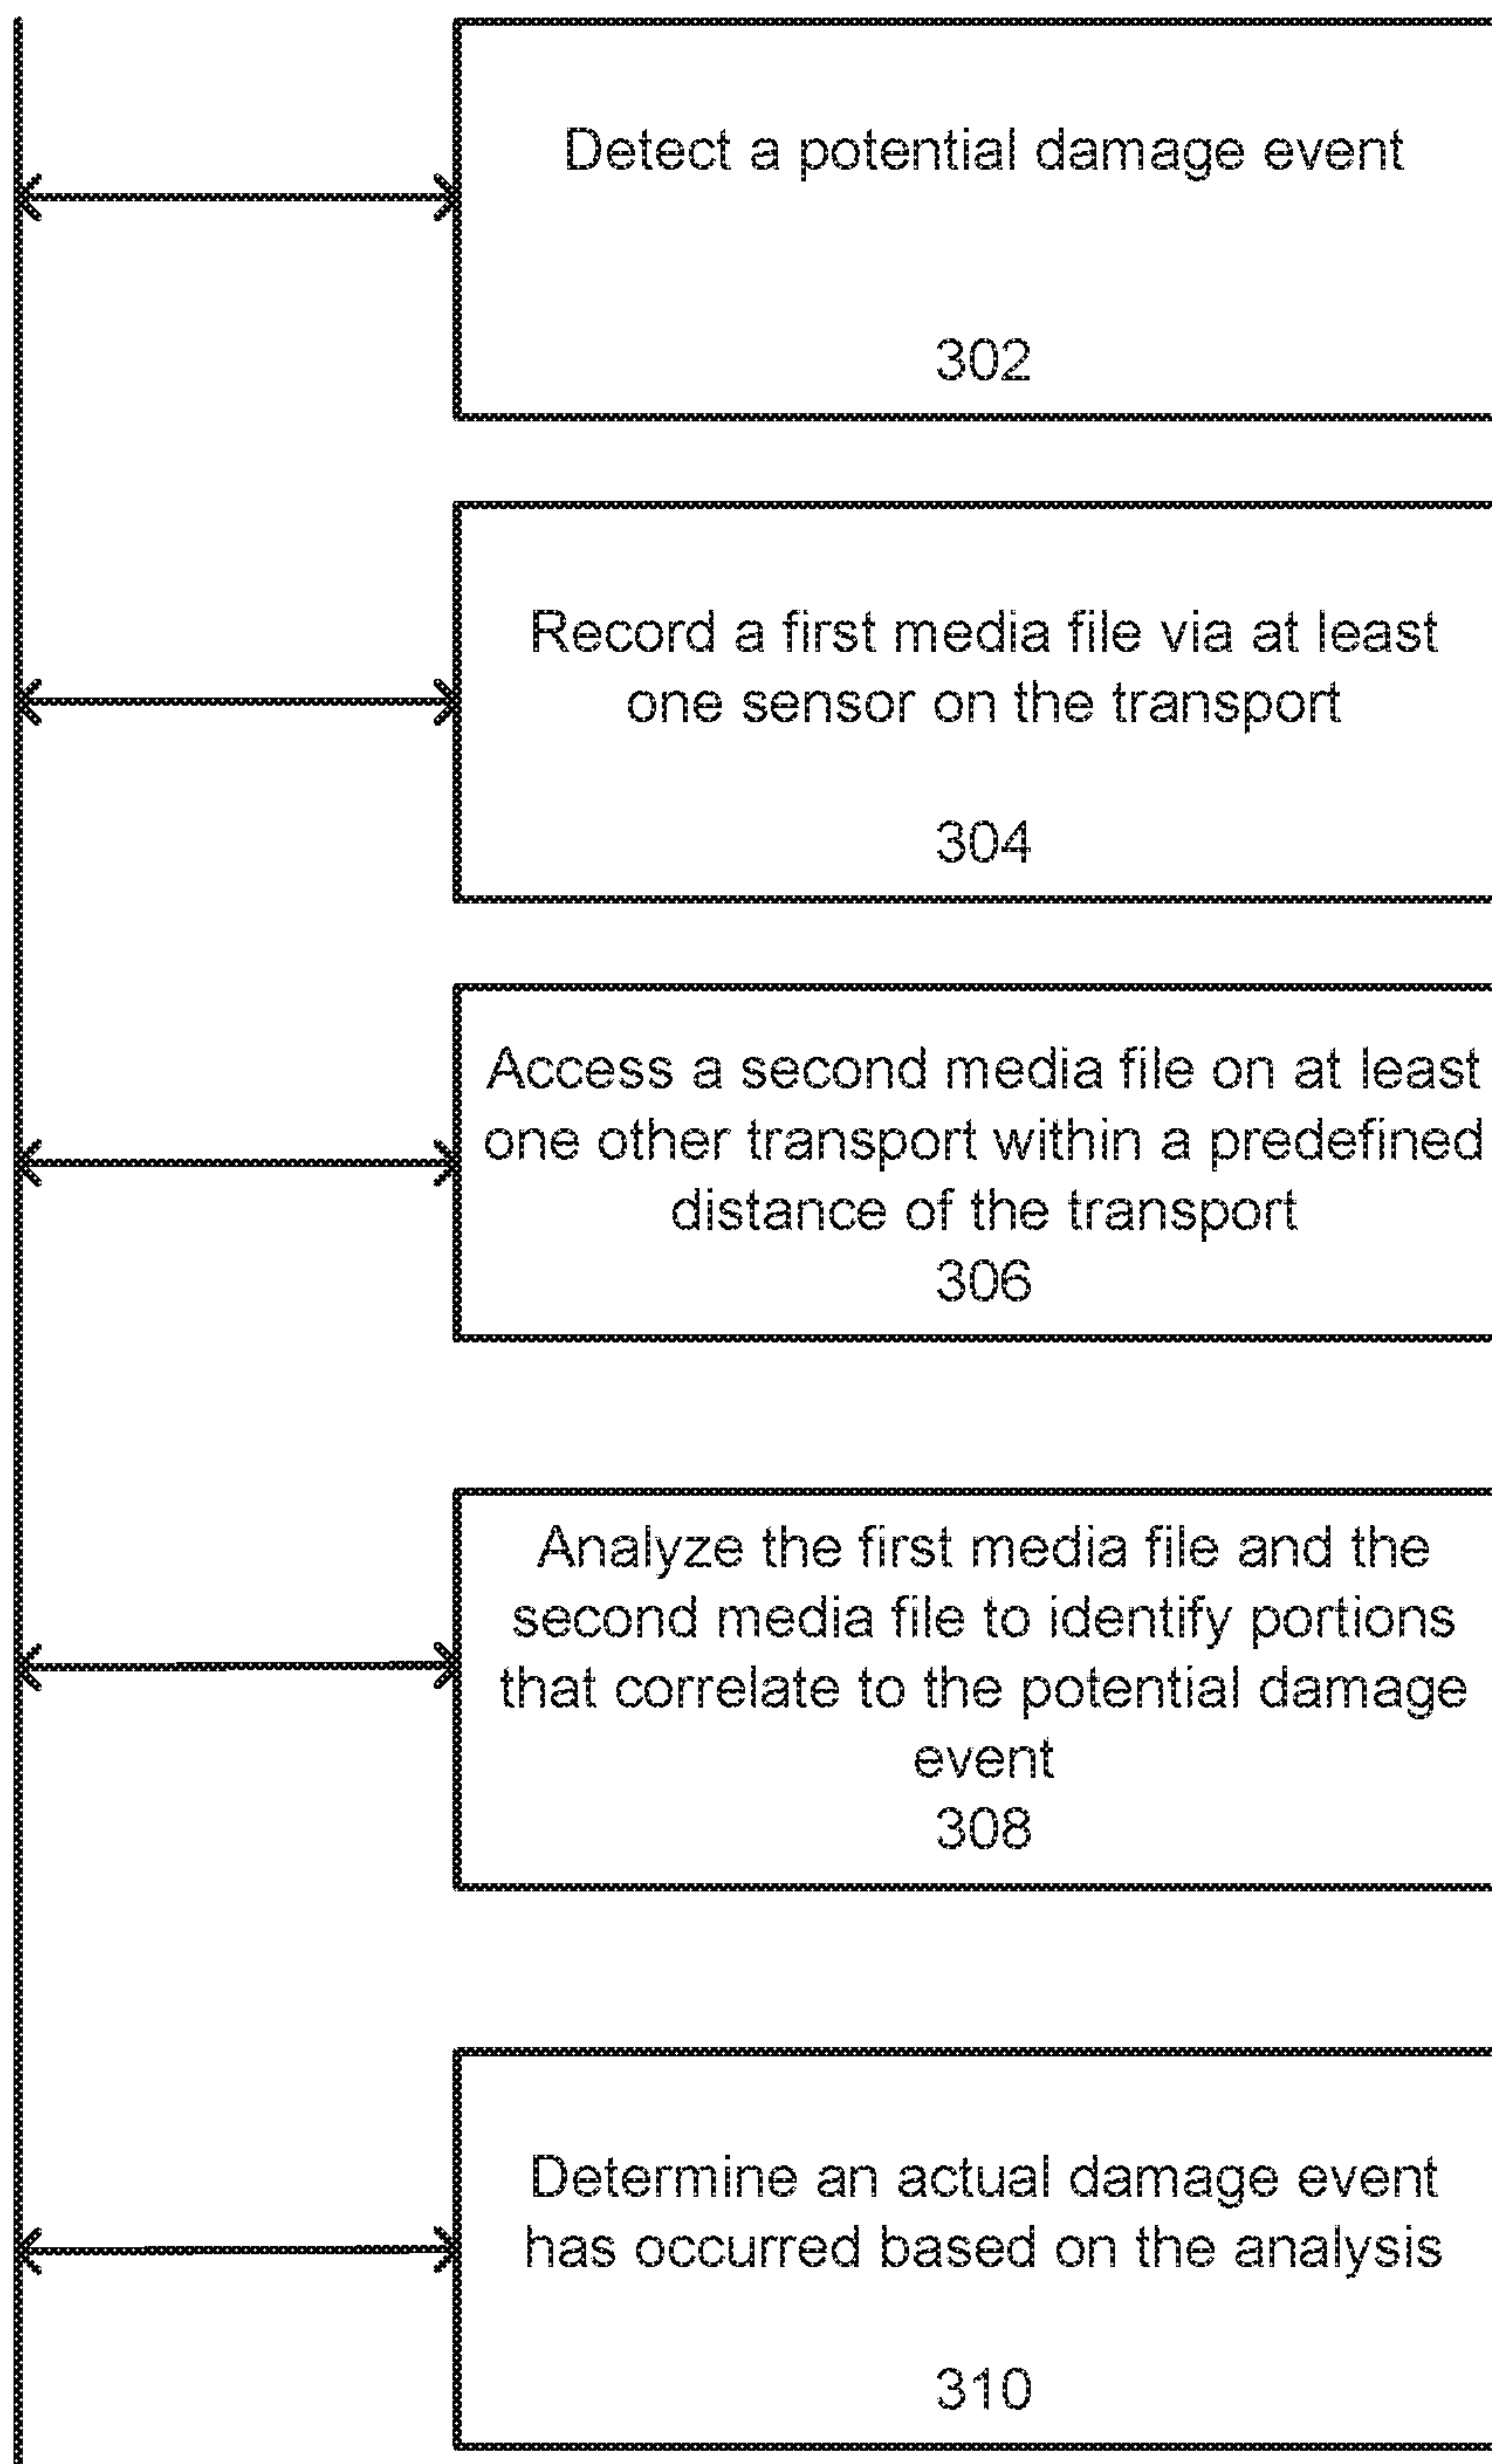 Detect a potential damage event
302
Record a first media file via at least
one sensor on the transport
304
Access a second media file on at least
one other transport within a predefined
distance of the transport
306
Analyze the first media file and the
second media file to identify portions
that correlate to the potential damage
event
308
Determine an actual damage event
has occurred based on the analysis
310